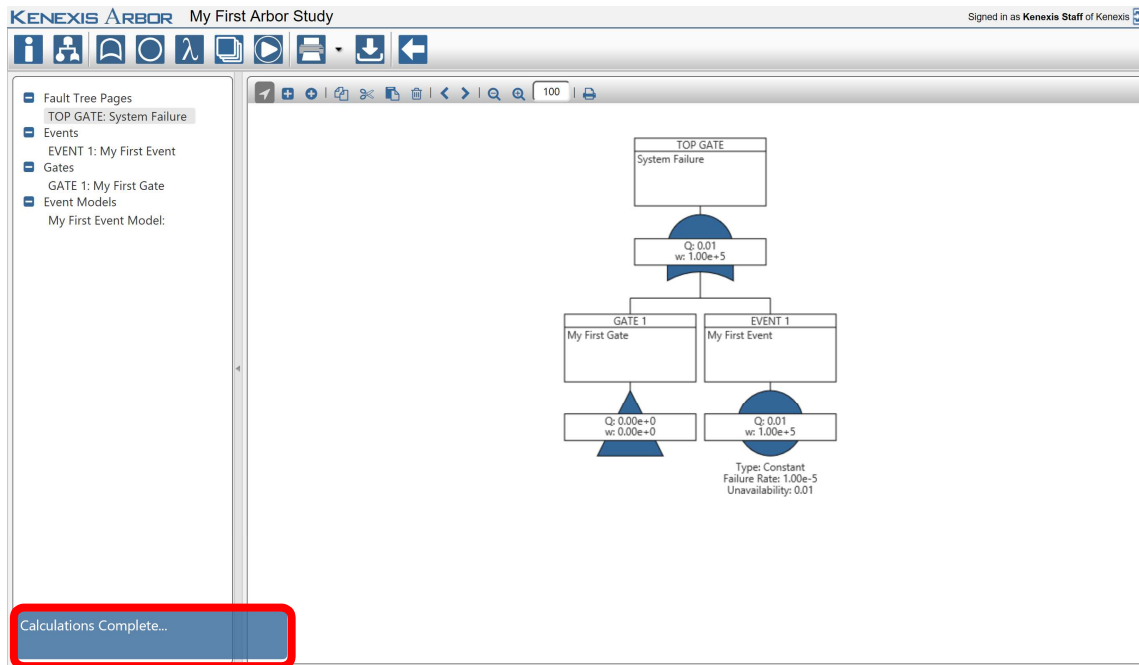 KENEXIS ARBOR My First Arbor Study
Signed in as Kenexis Staff of Kenexis
100
Fault Tree Pages
TOP GATE: System Failure
Events
EVENT 1: My First Event
Gates
GATE 1: My First Gate
Event Models
My First Event Model:
TOP GATE
System Failure
Q: 0.01
w: 1.00e+5
GATE 1
My First Gate
Q: 0.00e+0
w: 0.00e+0
EVENT 1
My First Event
Q: 0.01
w: 1.00e+5
Type: Constant
Failure Rate: 1.00e-5
Unavailability: 0.01
Calculations Complete...